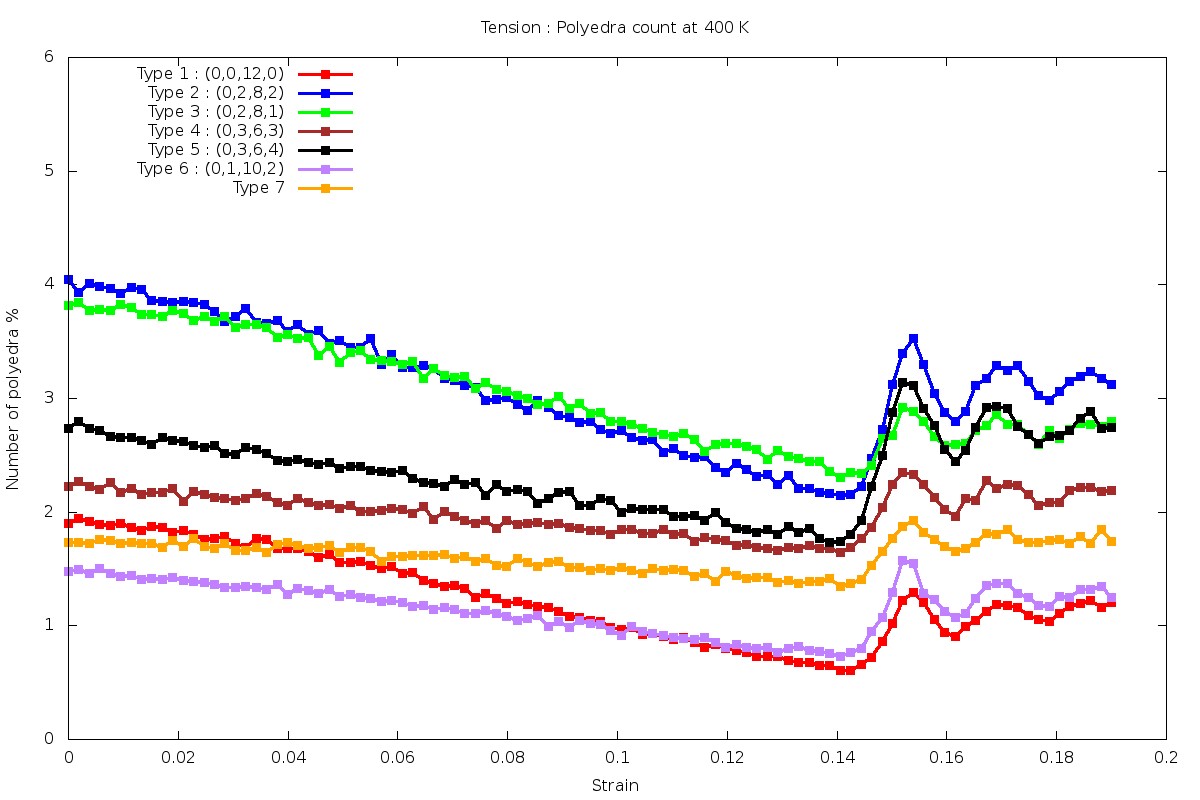 Tension : Polyedra count at 400 K
6
5
4
3
2
1
0
Number of polyedra %
Type 1 : (0,0,12,0)
Type 2 : (0,2,8,2)
Type 3 : (0,2,8,1)
Type 4 : (0,3,6,3)
Type 5 : (0,3,6,4)
Type 6 : (0,1,10,2)
Type 7
0 0.02 0.04 0.06 0.08 0.1 0.12 0.14 0.16 0.18 0.2
Strain